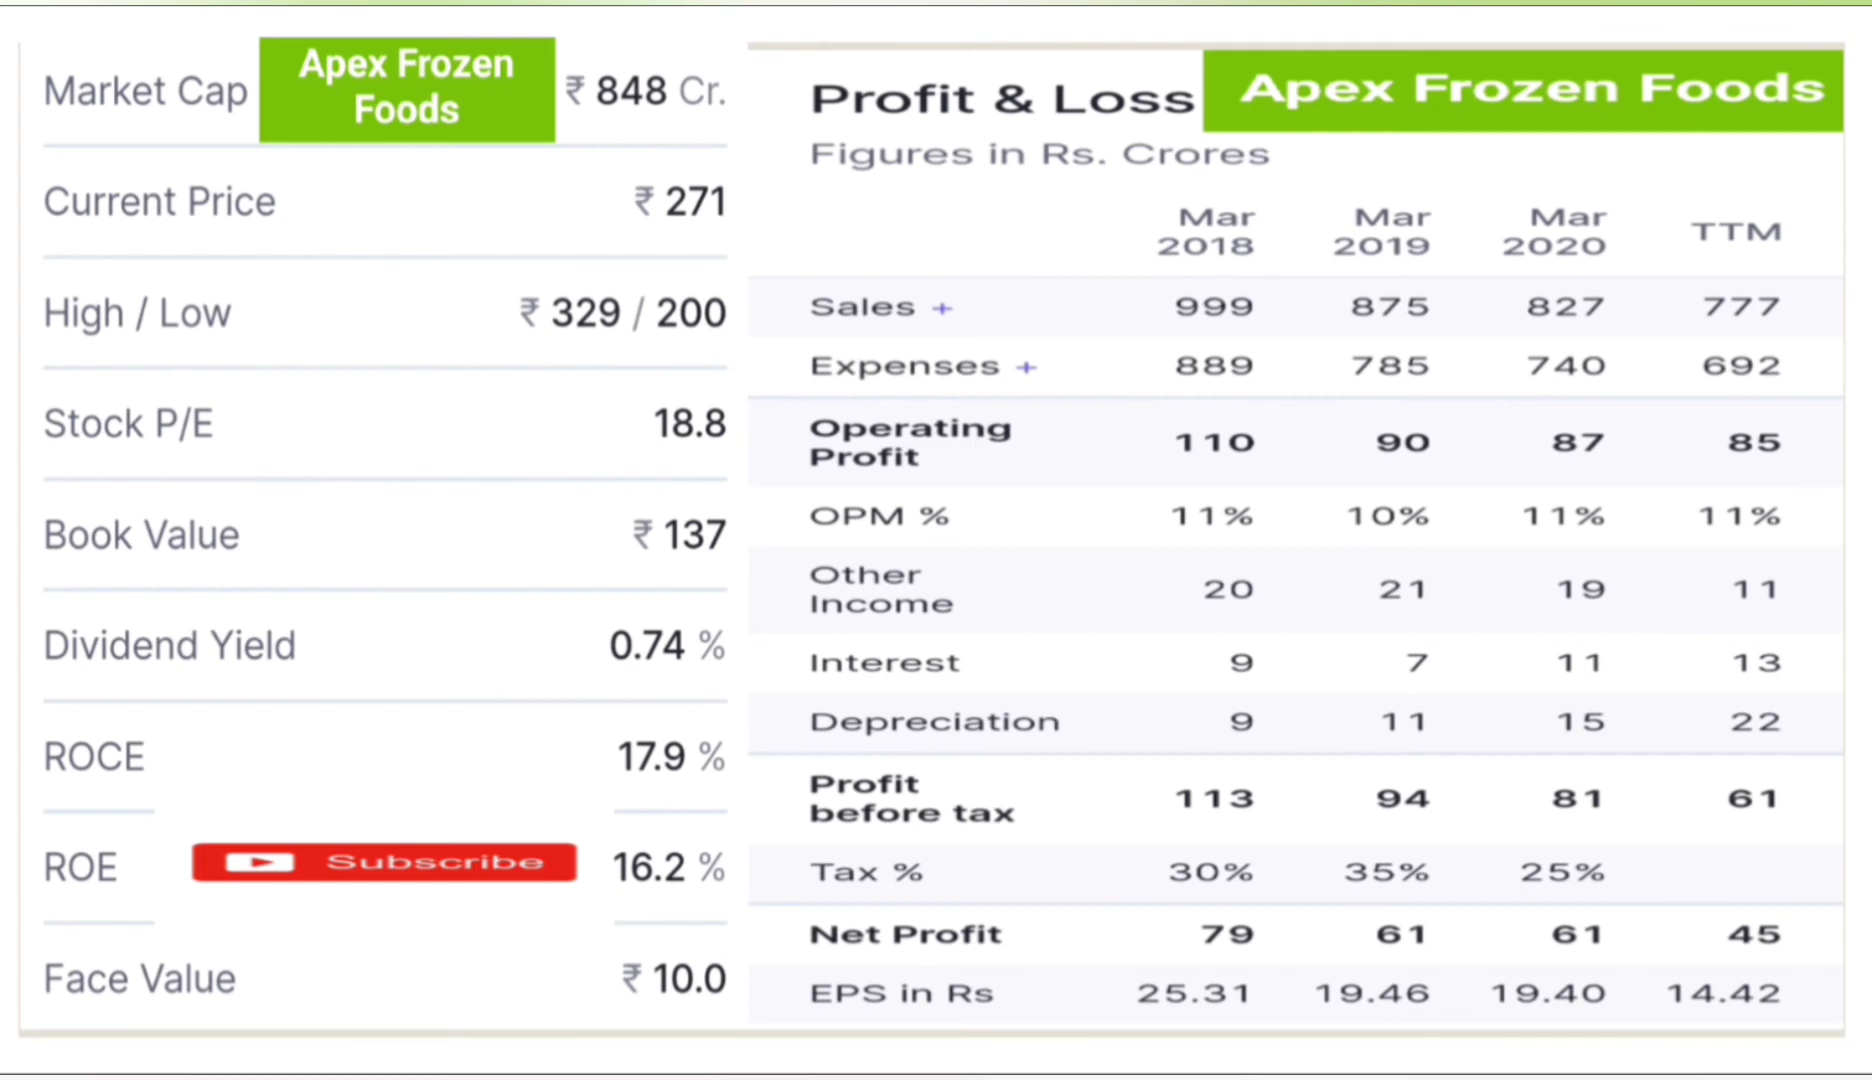 Market Cap Apex Frozen Foods ₹ 848 Cr.
Current Price ₹ 271
High / Low ₹ 329 / 200
Stock P/E 18.8
Book Value ₹ 137
Dividend Yield 0.74 %
ROCE 17.9 %
ROE Subscribe 16.2 %
Face Value ₹ 10.0
Profit & Loss Apex Frozen Foods
Figures in Rs. Crores
Mar 2018 Mar 2019 Mar 2020 TTM
Sales + 999 875 827 777
Expenses + 889 785 740 692
Operating Profit 110 90 87 85
OPM % 11% 10% 11% 11%
Other Income 20 21 19 11
Interest 9 7 11 13
Depreciation 9 11 15 22
Profit before tax 113 94 81 61
Tax % 30% 35% 25%
Net Profit 79 61 61 45
EPS in Rs 25.31 19.46 19.40 14.42